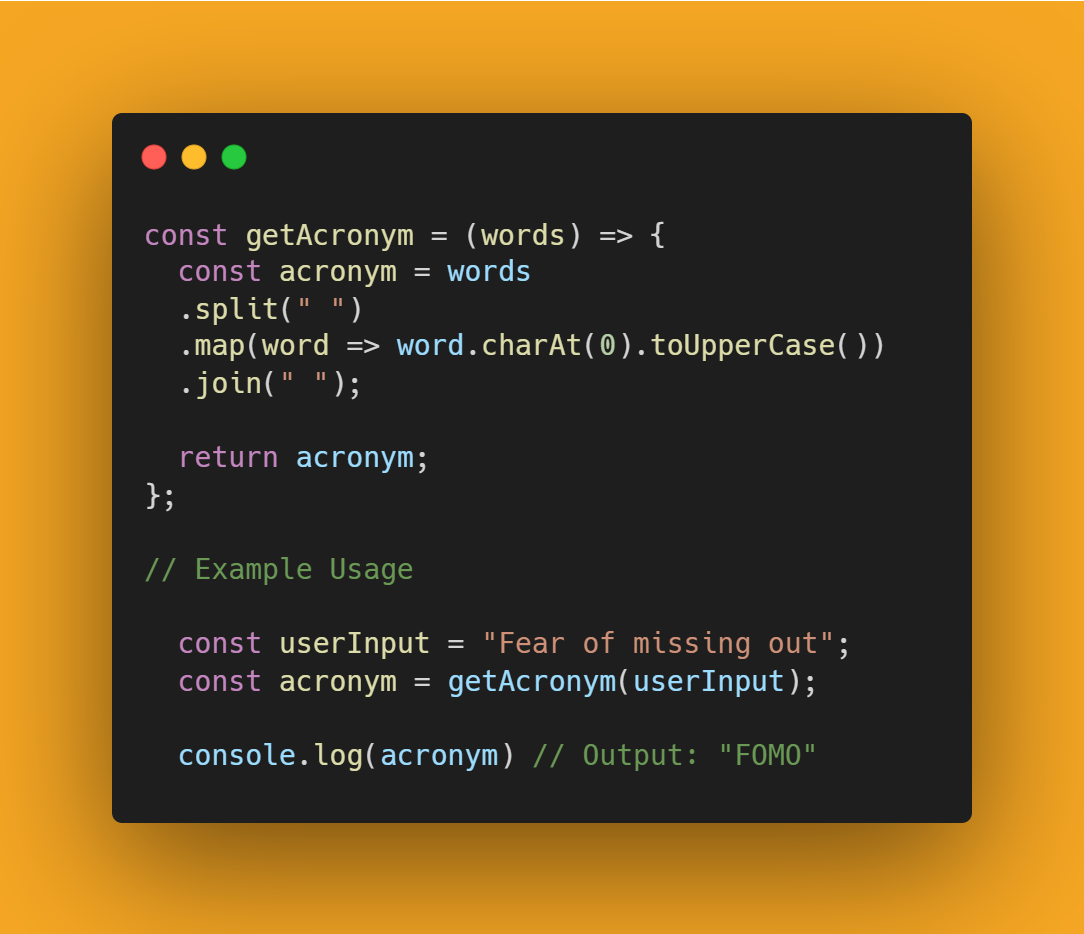 const getAcronym = (words) => {
  const acronym = words
  .split(" ")
  .map(word => word.charAt(0).toUpperCase())
  .join(" ");

  return acronym;
};

// Example Usage

  const userInput = "Fear of missing out";
  const acronym = getAcronym(userInput);

  console.log(acronym) // Output: "FOMO"